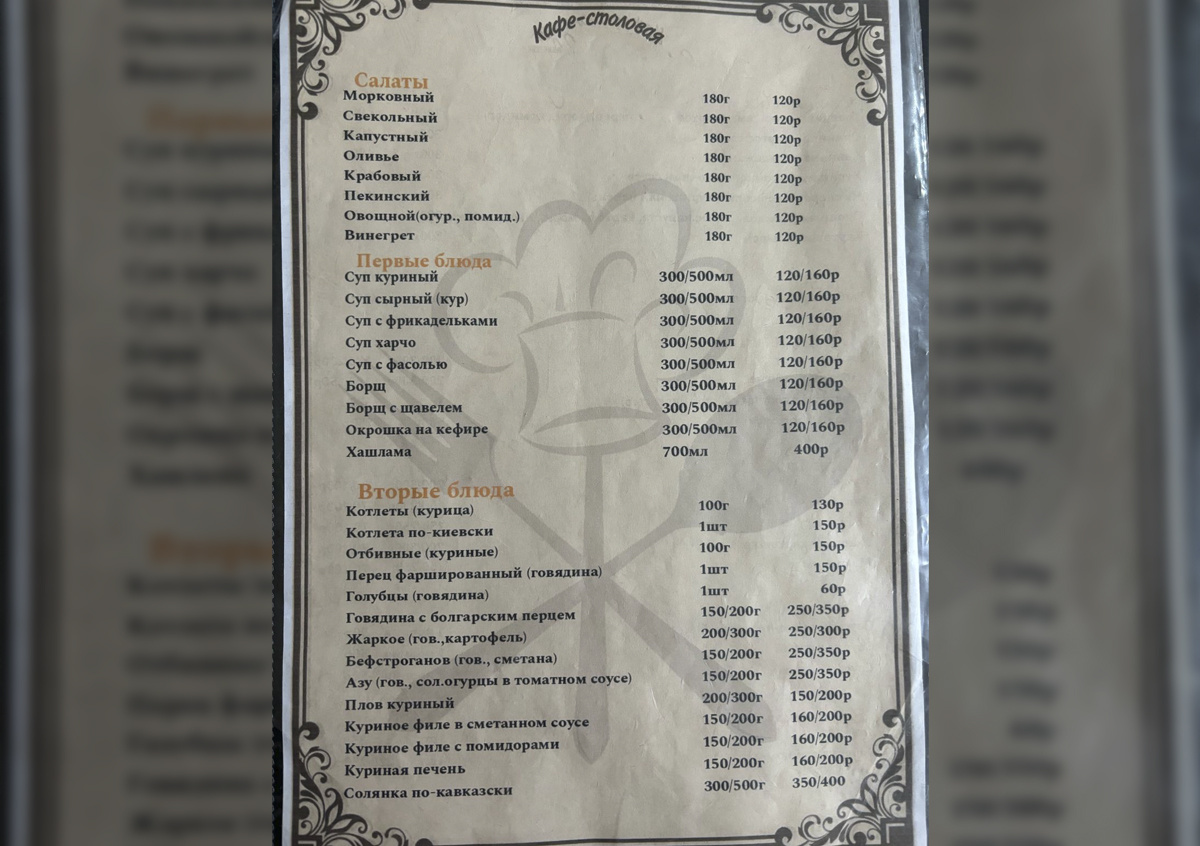 Кафе-столовая
Салаты
Морковный 180г 120р
Свекольный 180г 120р
Капустный 180г 120р
Оливье 180г 120р
Крабовый 180г 120р
Пекинский 180г 120р
Овощной(огур., помид.) 180г 120р
Винегрет 180г 120р
Первые блюда
Суп куриный 300/500мл 120/160р
Суп сырный (кур) 300/500мл 120/160р
Суп с фрикадельками 300/500мл 120/160р
Суп харчо 300/500мл 120/160р
Суп с фасолью 300/500мл 120/160р
Борщ 300/500мл 120/160р
Борщ с щавелем 300/500мл 120/160р
Окрошка на кефире 300/500мл 120/160р
Хашлама 700мл 400р
Вторые блюда
Котлеты (курица) 100г 130р
Котлета по-киевски 1шт 150р
Отбивные (куриные) 100г 150р
Перец фаршированный (говядина) 1шт 150р
Голубцы (говядина) 1шт 60р
Говядина с болгарским перцем 150/200г 250/350р
Жаркое (гов.,картофель) 200/300г 250/300р
Бефстроганов (гов., сметана) 150/200г 250/350р
Азу (гов., сол.огурцы в томатном соусе) 150/200г 250/350р
Плов куриный 200/300г 150/200р
Куриное филе в сметанном соусе 150/200г 160/200р
Куриное филе с помидорами 150/200г 160/200р
Куриная печень 150/200г 160/200р
Солянка по-кавказски 300/500г 350/400